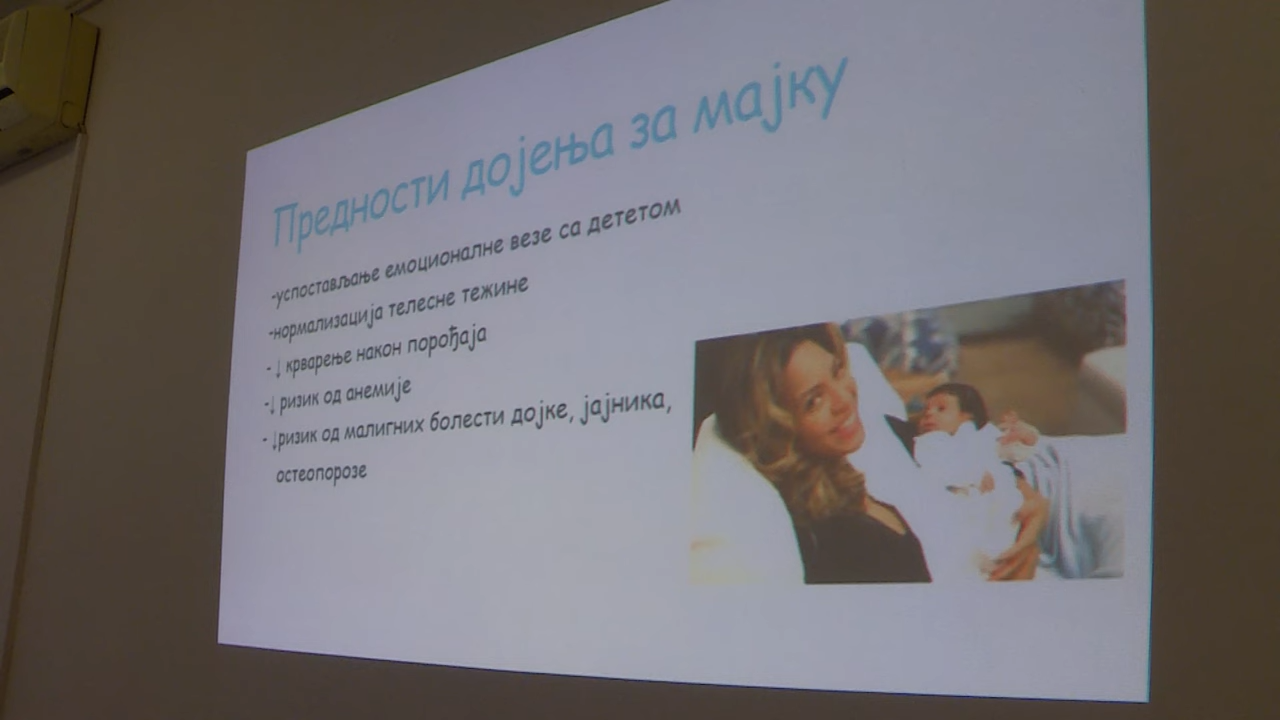 Предности дојења за мајку
-успостављање емоционалне везе са дететом
-нормализација телесне тежине
- ↓ крварење након порођаја
-↓ ризик од анемије
- ↓ризик од малигних болести дојке, јајника,
остеопорозе